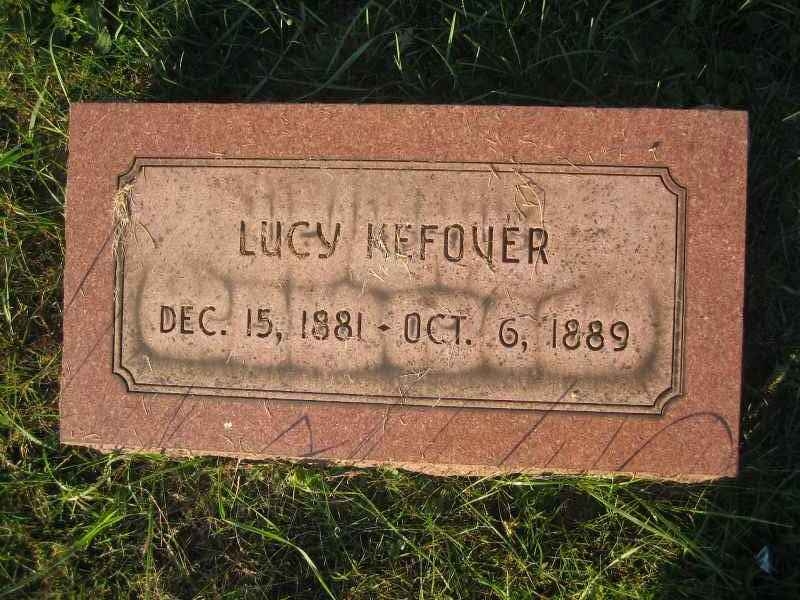 LUCY KEFOVER
DEC. 15, 1881 - OCT. 6, 1889